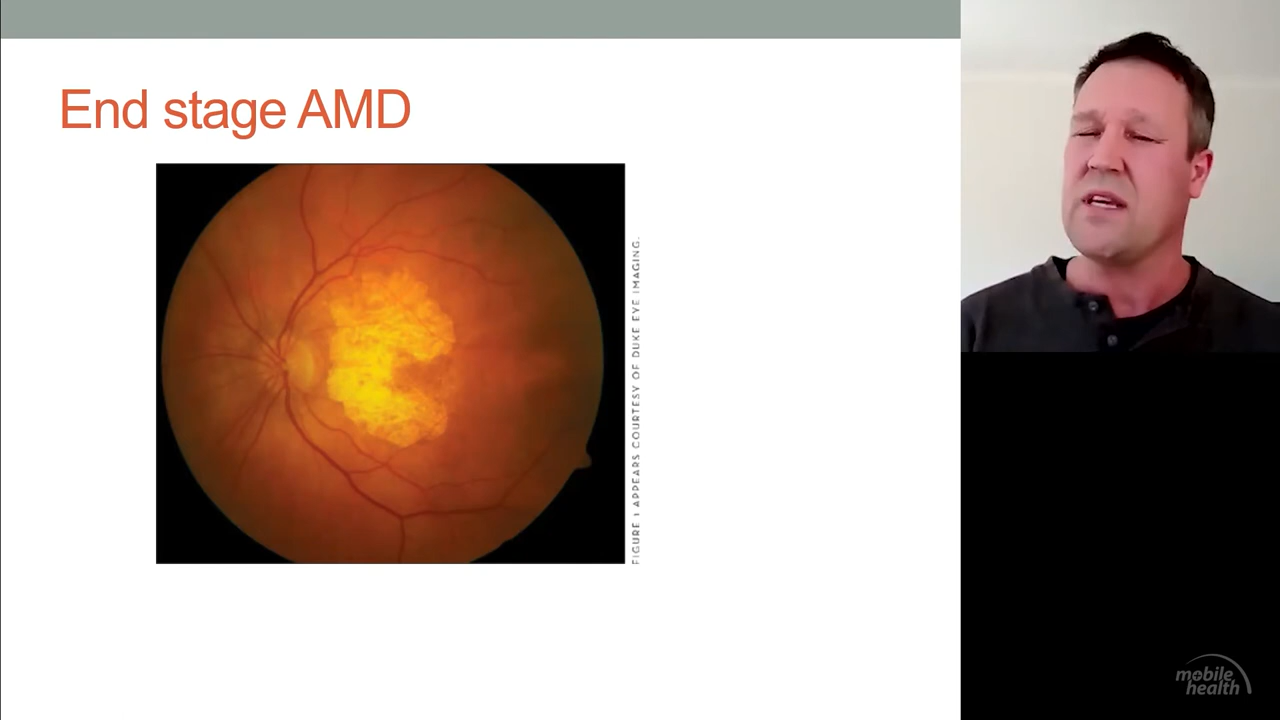 End stage AMD
FIGURE 1 APPEARS COURTESY OF DUKE EYE IMAGING.
mobile
health